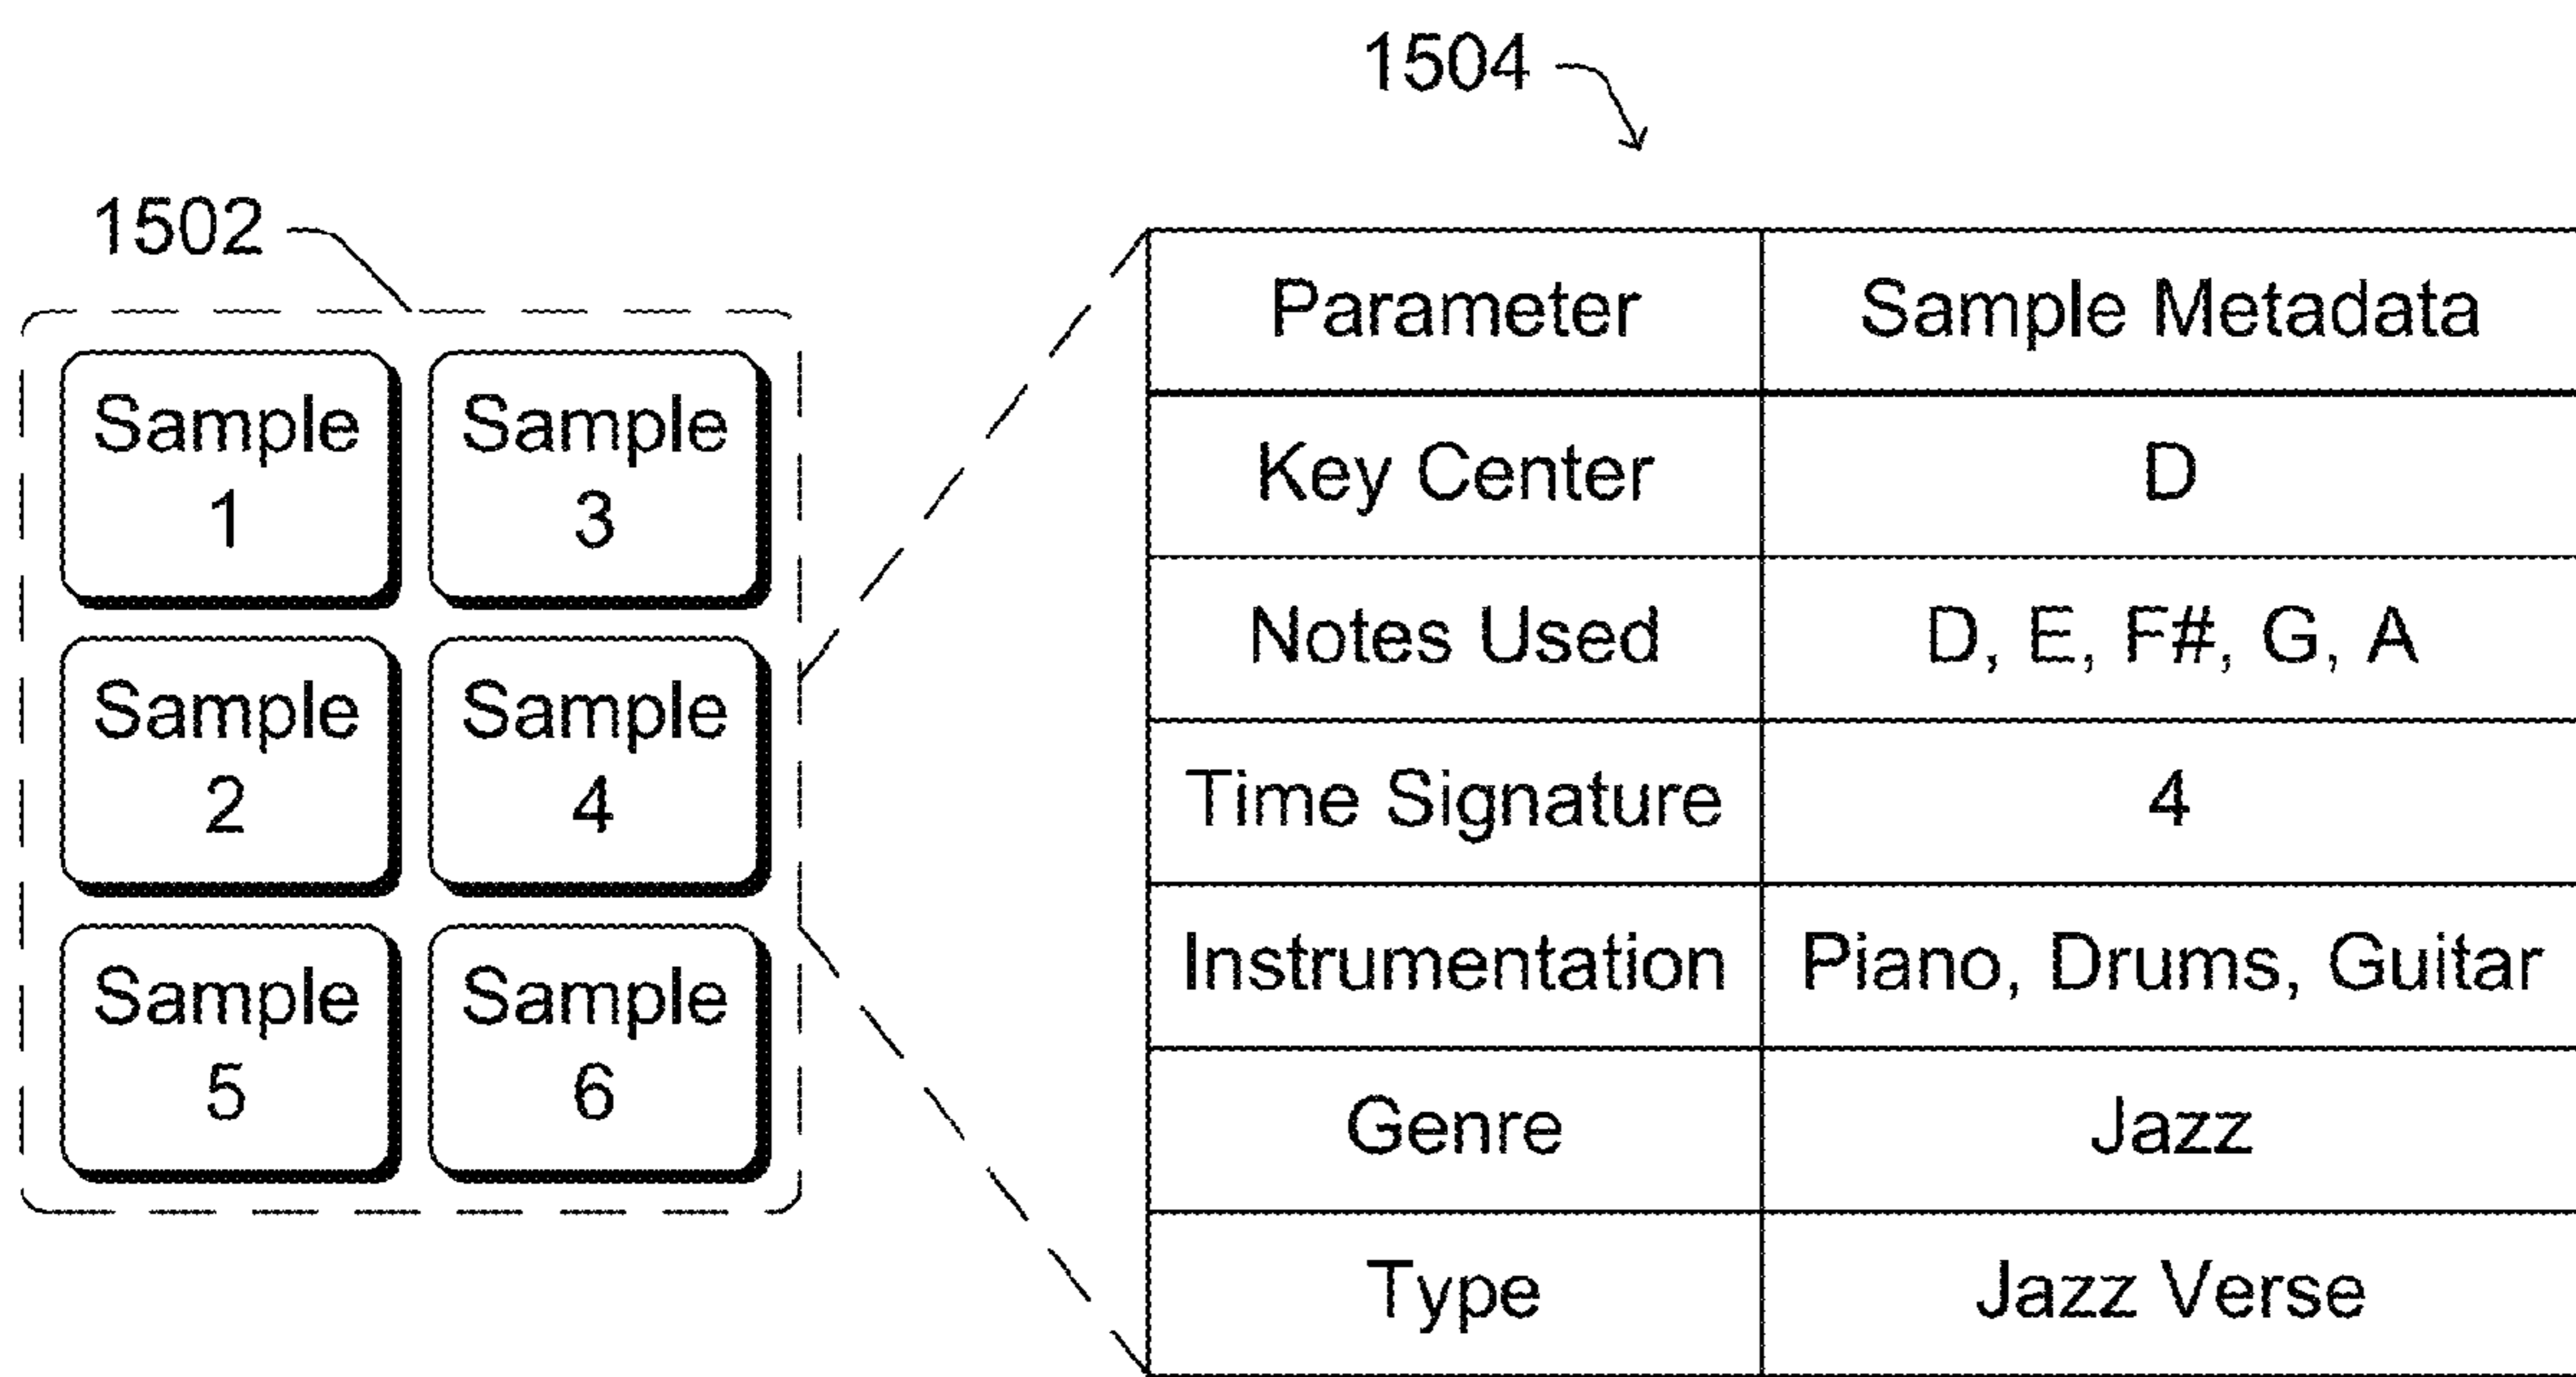 1504
1502
Sample
1
Sample
3
Sample
2
Sample
4
Sample
5
Sample
6
Parameter Sample Metadata
Key Center D
Notes Used D, E, F#, G, A
Time Signature 4
Instrumentation Piano, Drums, Guitar
Genre Jazz
Type Jazz Verse